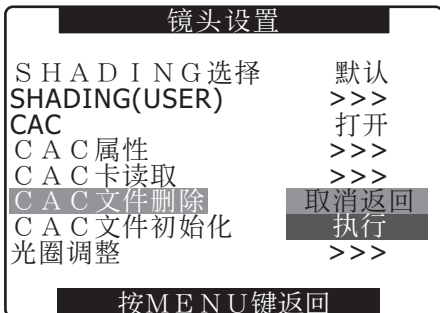 镜头设置
ＳＨＡＤＩＮＧ选择 默认
SHADING(USER) >>>
CAC 打开
ＣＡＣ属性 >>>
ＣＡＣ卡读取 >>>
ＣＡＣ文件删除 取消返回
ＣＡＣ文件初始化 执行
光圈调整 >>>
按ＭＥＮＵ键返回